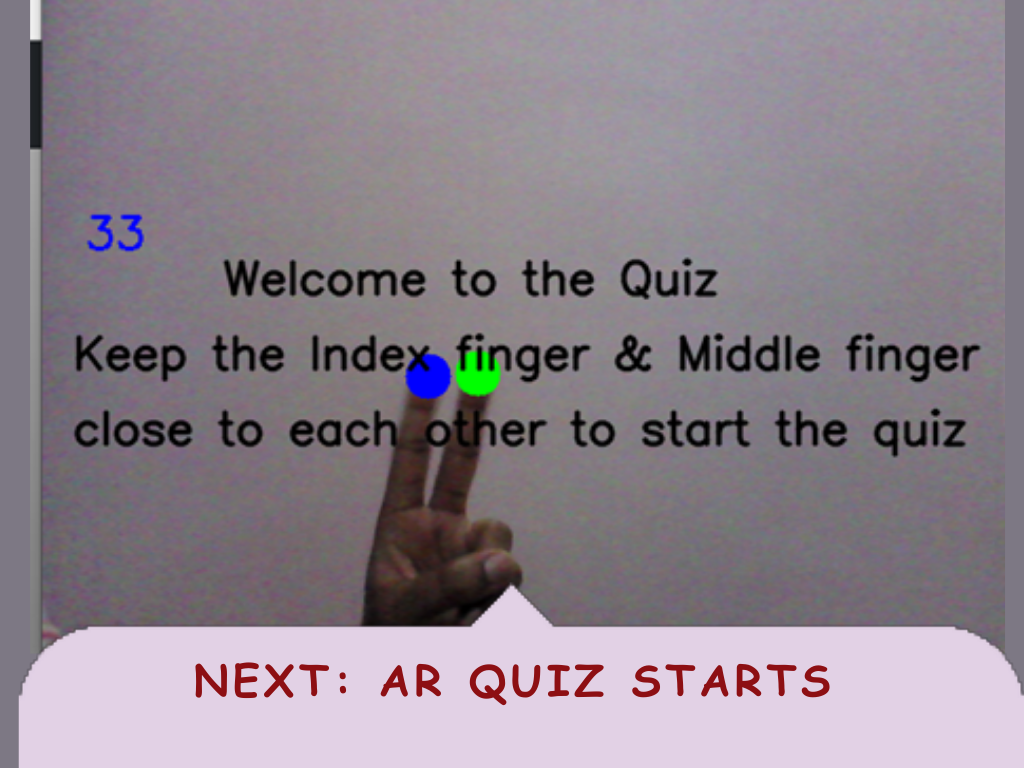 33
Welcome to the Quiz
Keep the Index finger & Middle finger
close to each other to start the quiz
NEXT: AR QUIZ STARTS